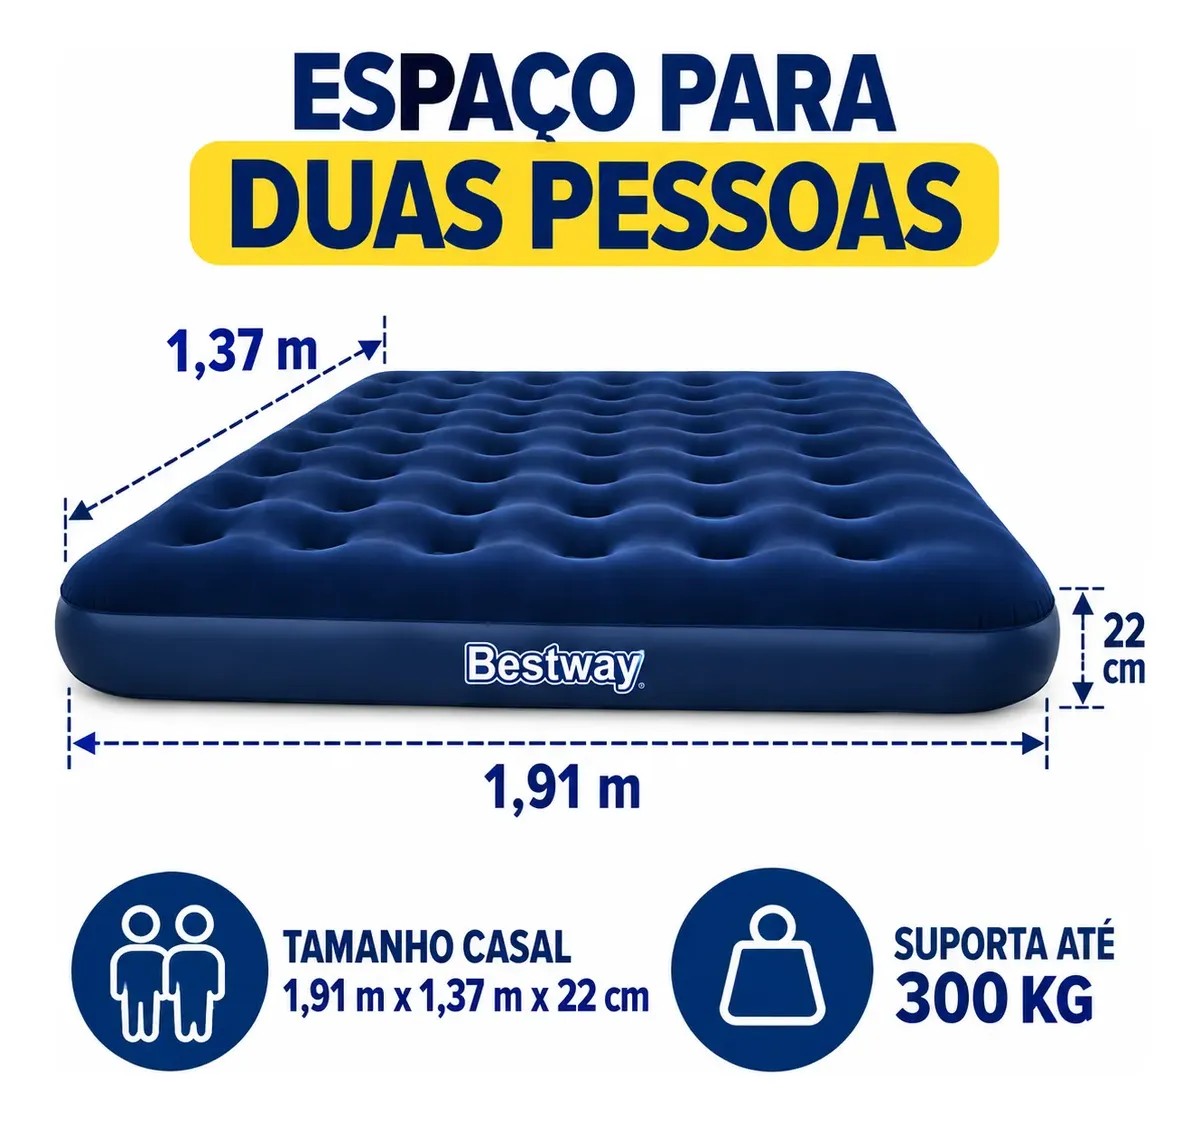 ESPAÇO PARA
DUAS PESSOAS
1,37 m
22
cm
Bestway®
1,91 m
TAMANHO CASAL
1,91 m x 1,37 m x 22 cm
SUPORTA ATÉ
300 KG